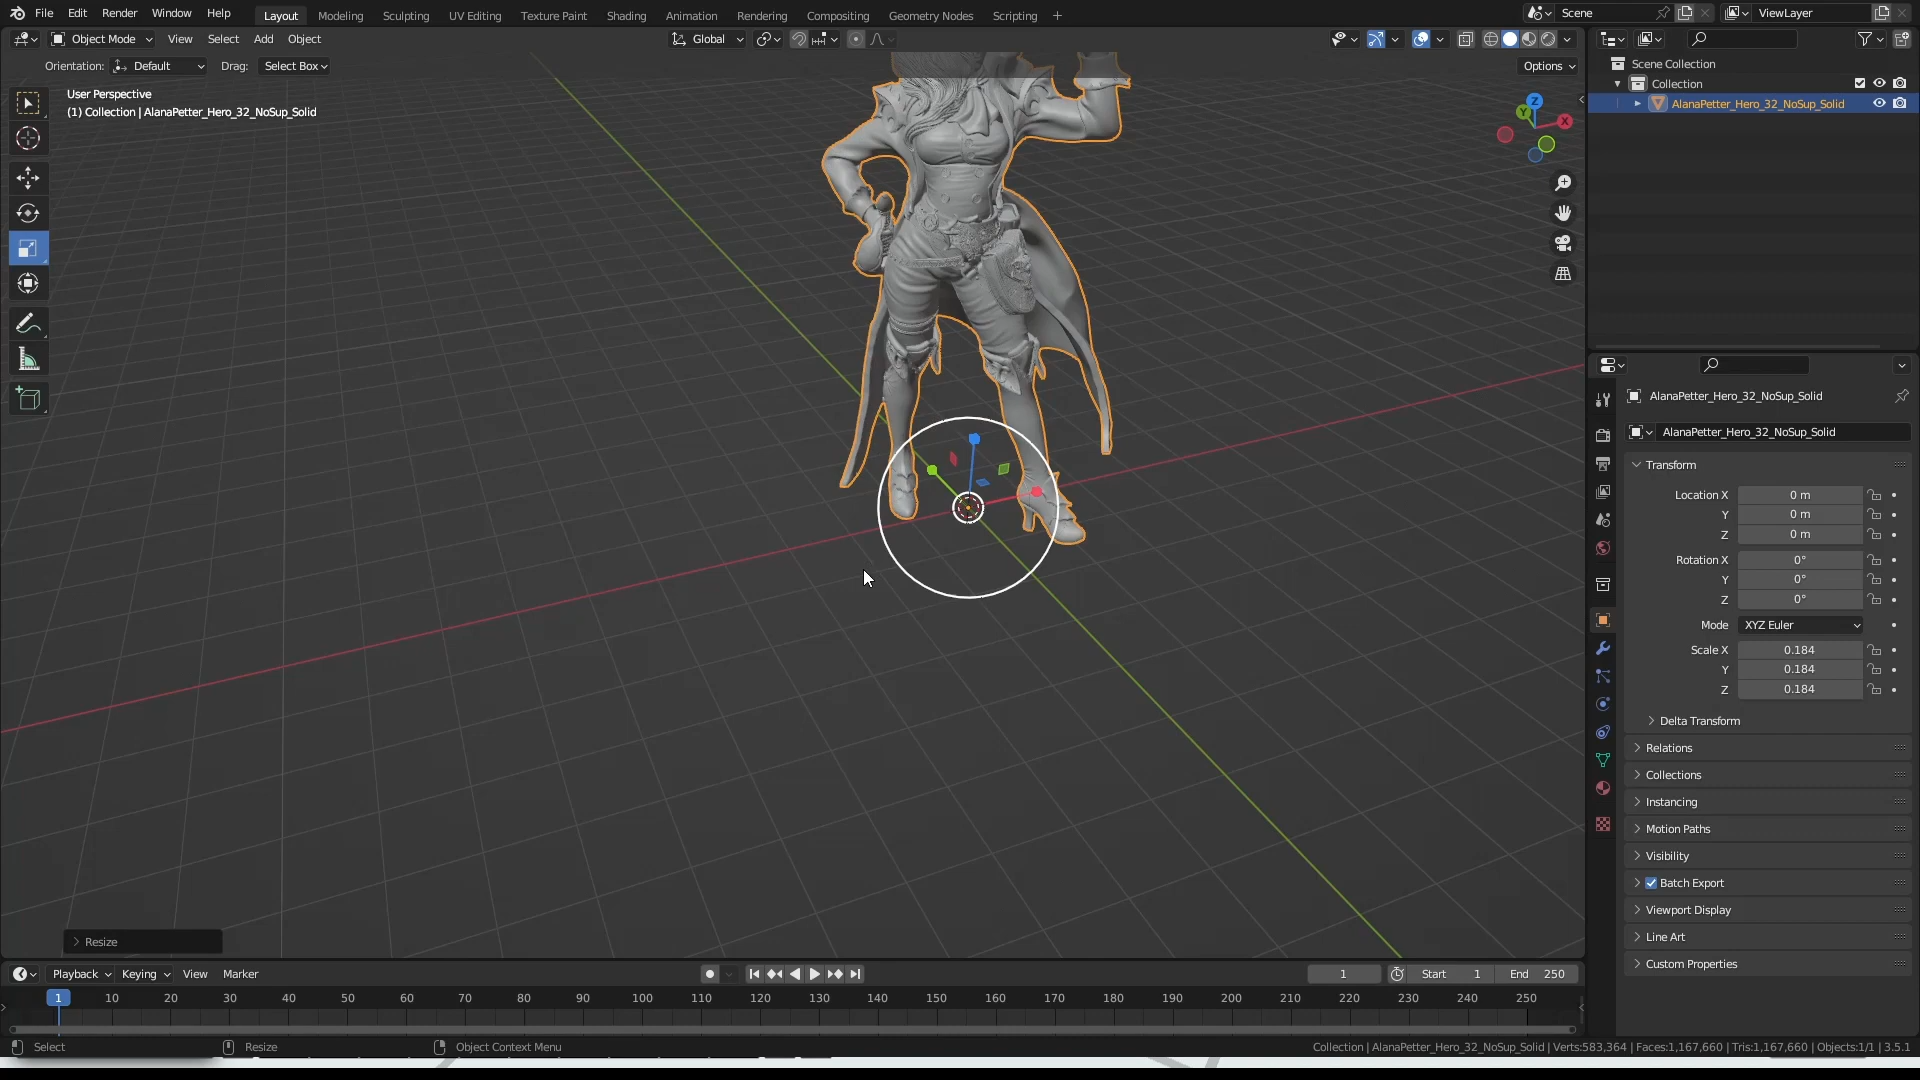 File Edit Render Window Help Layout Modeling Sculpting UV Editing Texture Paint Shading Animation Rendering Compositing Geometry Nodes Scripting + Scene ViewLayer
Object Mode View Select Add Object Global
Orientation: Default Drag: Select Box Options
User Perspective
(1) Collection | AlanaPetter_Hero_32_NoSup_Solid
Z
Y
X
Scene Collection
Collection
AlanaPetter_Hero_32_NoSup_Solid
AlanaPetter_Hero_32_NoSup_Solid
AlanaPetter_Hero_32_NoSup_Solid
Transform
Location X 0 m
Y 0 m
Z 0 m
Rotation X 0°
Y 0°
Z 0°
Mode XYZ Euler
Scale X 0.184
Y 0.184
Z 0.184
Delta Transform
Relations
Collections
Instancing
Motion Paths
Visibility
Batch Export
Viewport Display
Line Art
Custom Properties
Resize
Playback Keying View Marker 1 Start 1 End 250
1 10 20 30 40 50 60 70 80 90 100 110 120 130 140 150 160 170 180 190 200 210 220 230 240 250
Select Resize Object Context Menu Collection | AlanaPetter_Hero_32_NoSup_Solid | Verts:583,364 | Faces:1,167,660 | Tris:1,167,660 | Objects:1/1 | 3.5.1